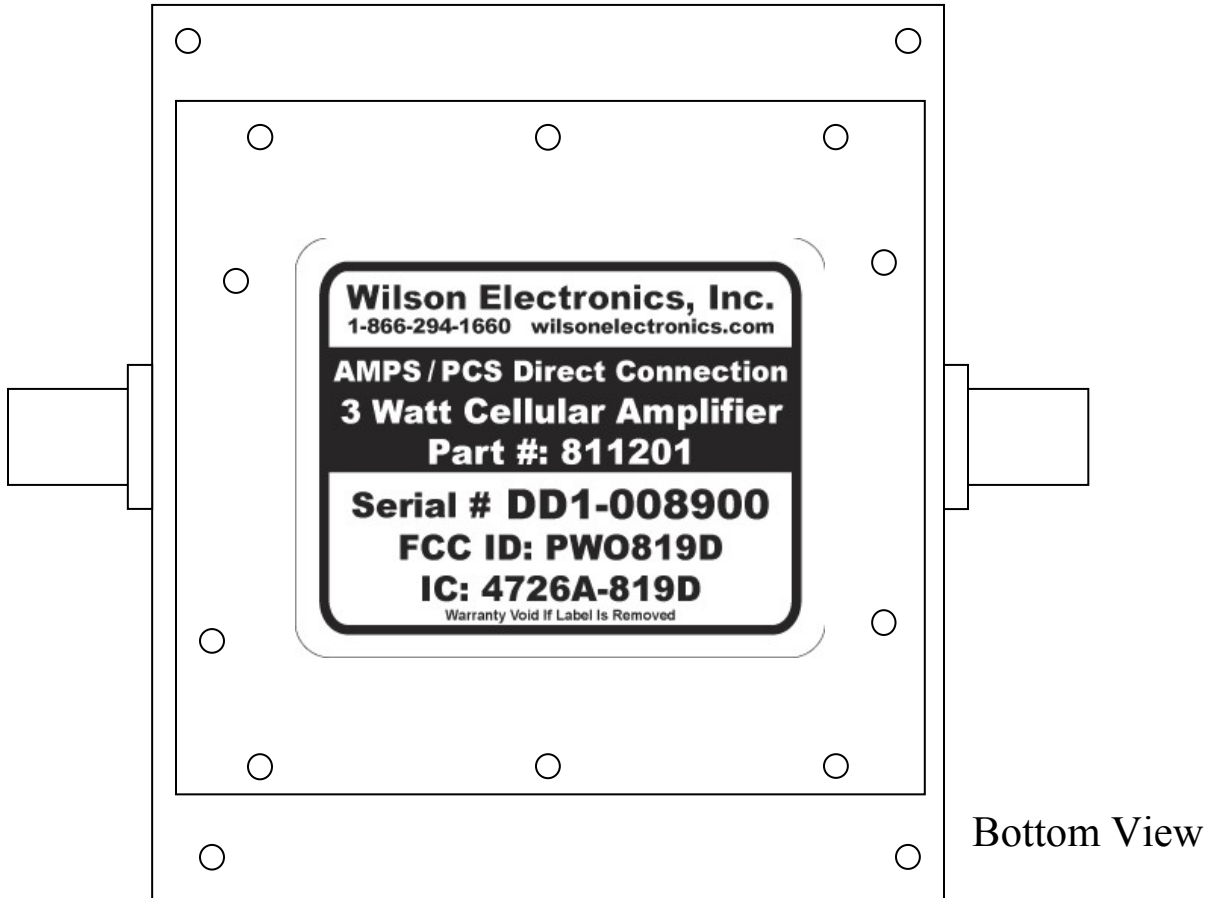 Wilson Electronics, Inc.
1-866-294-1660 wilsonelectronics.com
AMPS / PCS Direct Connection
3 Watt Cellular Amplifier
Part #: 811201
Serial # DD1-008900
FCC ID: PWO819D
IC: 4726A-819D
Warranty Void If Label Is Removed
Bottom View